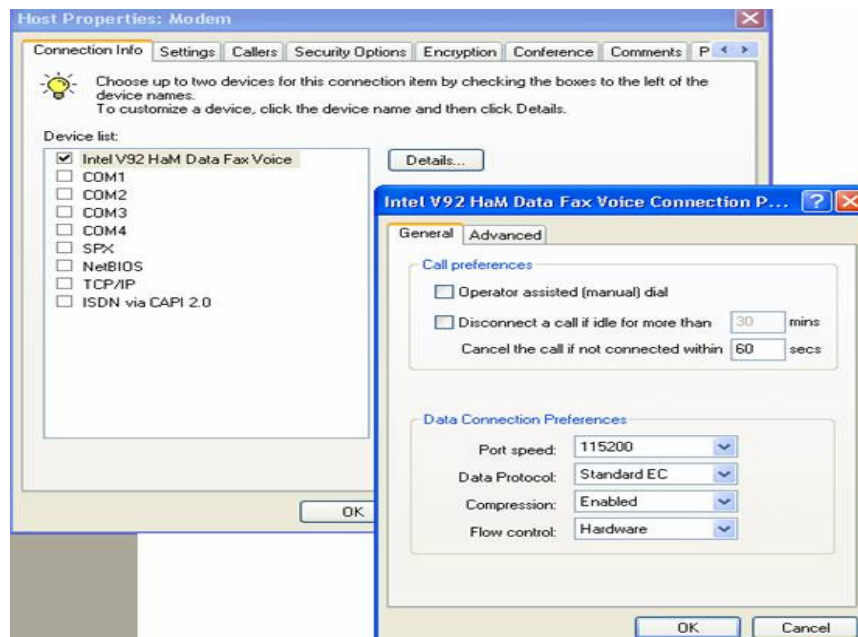 Host Properties: Modem
Connection Info Settings Callers Security Options Encryption Conference Comments P
Choose up to two devices for this connection item by checking the boxes to the left of the
device names.
To customize a device, click the device name and then click Details.
Device list:
Intel V92 HaM Data Fax Voice
Details...
COM1
COM2
COM3
COM4
SPX
NetBIOS
TCP/IP
ISDN via CAPI 2.0
OK
Intel V92 HaM Data Fax Voice Connection P...
General Advanced
Call preferences
Operator assisted (manual) dial
Disconnect a call if idle for more than 30 mins
Cancel the call if not connected within 60 secs
Data Connection Preferences
Port speed: 115200
Data Protocol: Standard EC
Compression: Enabled
Flow control: Hardware
OK Cancel